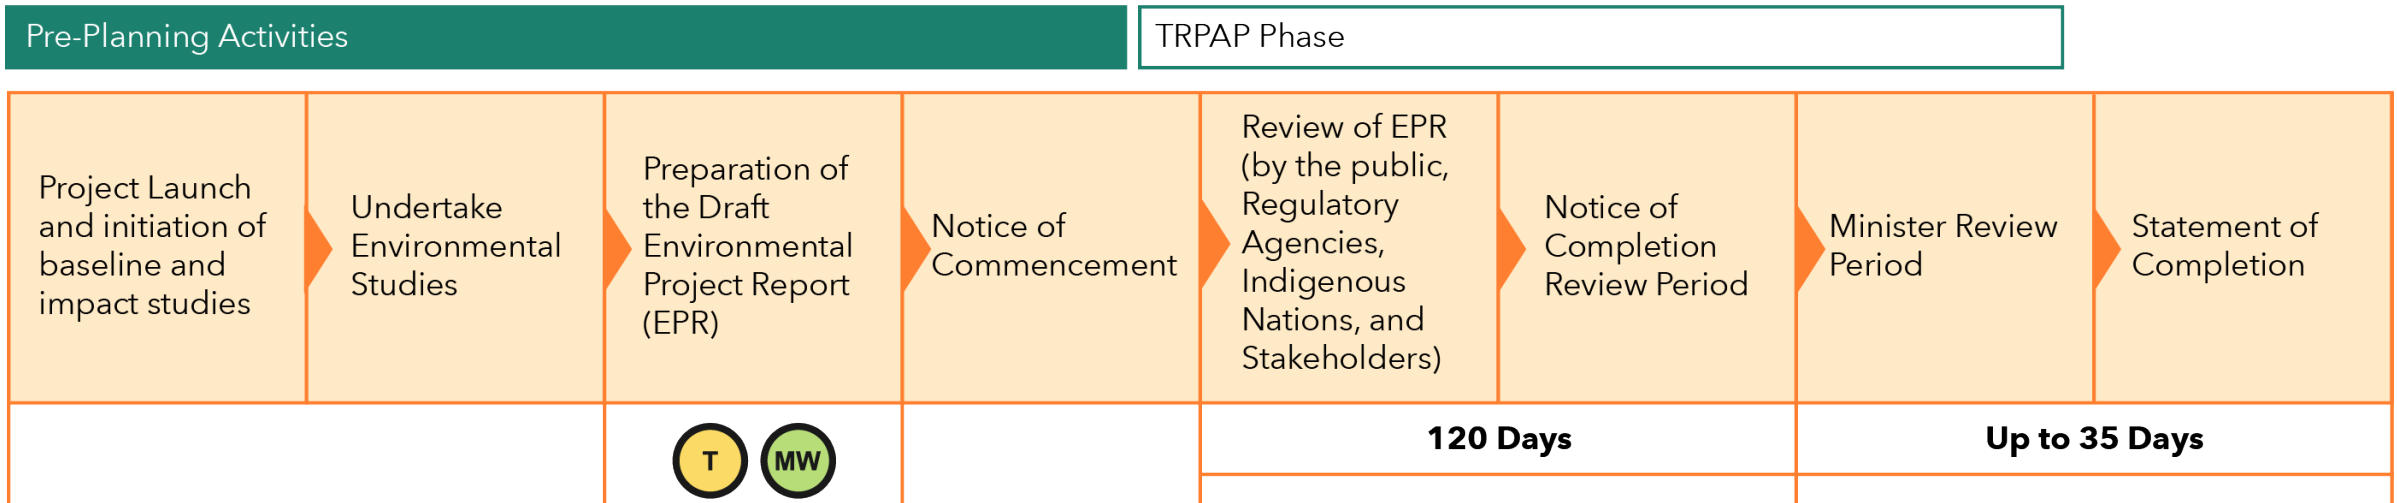 Pre-Planning Activities
TRPAP Phase
Project Launch
and initiation of
baseline and
impact studies
Undertake
Environmental
Studies
Preparation of
the Draft
Environmental
Project Report
(EPR)
Notice of
Commencement
Review of EPR
(by the public,
Regulatory
Agencies,
Indigenous
Nations, and
Stakeholders)
Notice of
Completion
Review Period
Minister Review
Period
Statement of
Completion
T
MW
120 Days
Up to 35 Days